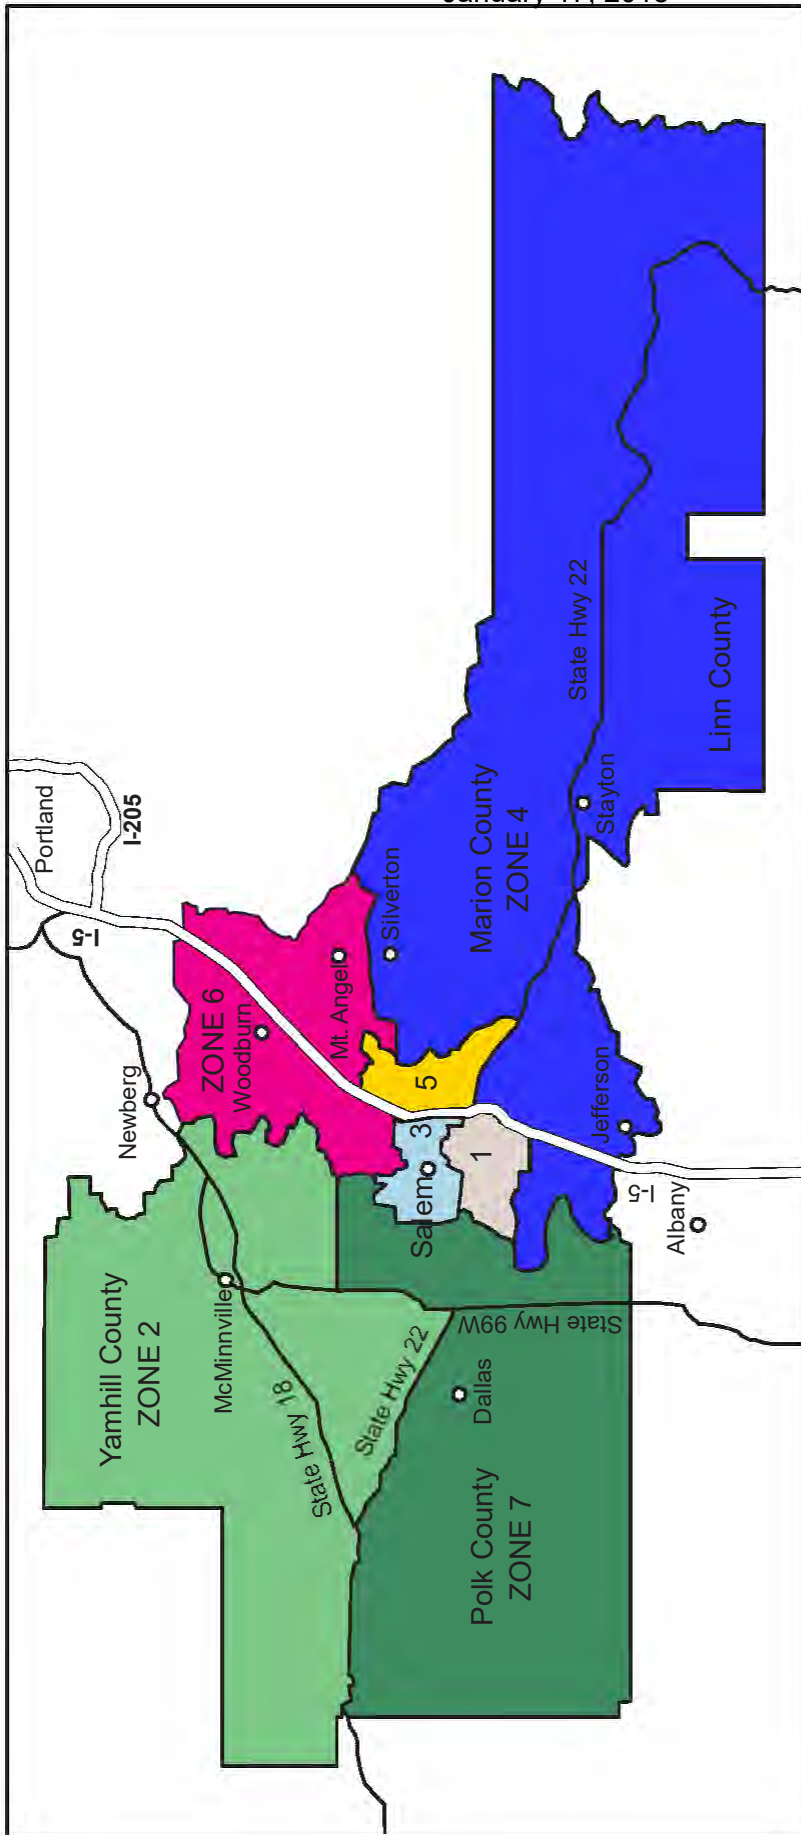 Portland
I-205
I-5
Newberg
ZONE 6
Woodburn
Mt. Angel
Silverton
Marion County
ZONE 4
State Hwy 22
Stayton
Linn County
5
3
Salem
1
Jefferson
I-5
Albany
Yamhill County
ZONE 2
McMinnville
State Hwy 18
State Hwy 22
State Hwy 99W
Dallas
Polk County
ZONE 7